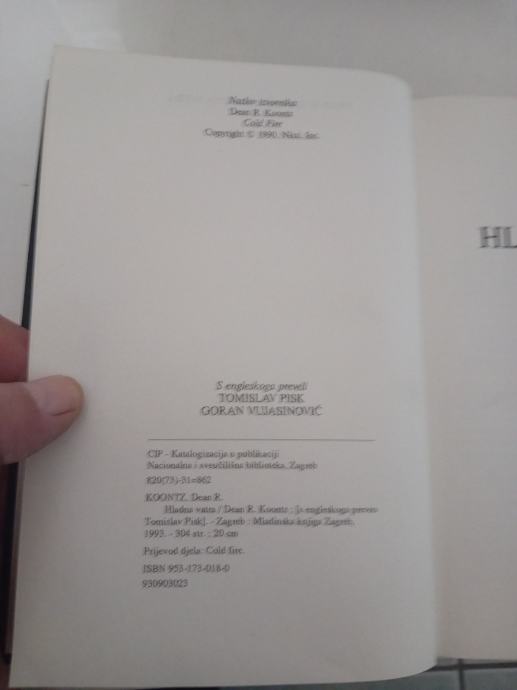 Naslov izvornika
Dean R. Koontz
Cold Fire
Copyright © 1990. Nkui, Inc.
S engleskoga preveli
TOMISLAV PISK
GORAN VLIJASINOVIĆ
CIP - Katalogizacija u publikaciji
Nacionalna i sveučilišna biblioteka, Zagreb
820(73)-31=862
KOONTZ, Dean R.
Hladna vatra / Dean R. Koontz ; [s engleskoga preveo
Tomislav Pisk]. - Zagreb : Mladinska knjiga Zagreb,
1993. - 304 str. ; 20 cm
Prijevod djela: Cold fire.
ISBN 953-173-018-0
930903023
HL